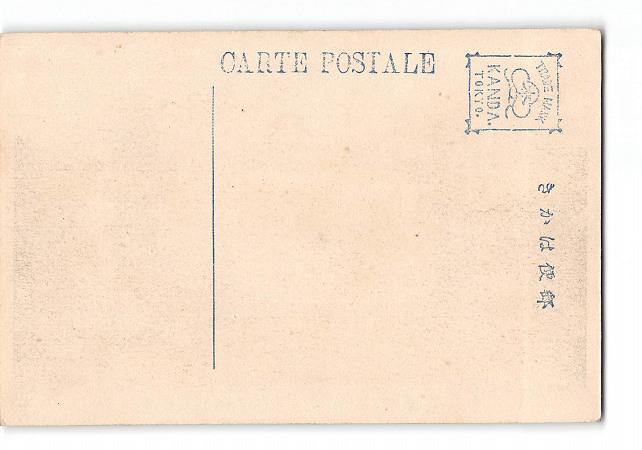 CARTE POSTALE
TRADE MARK
KANDA.
TOKYO.
きかは便郵